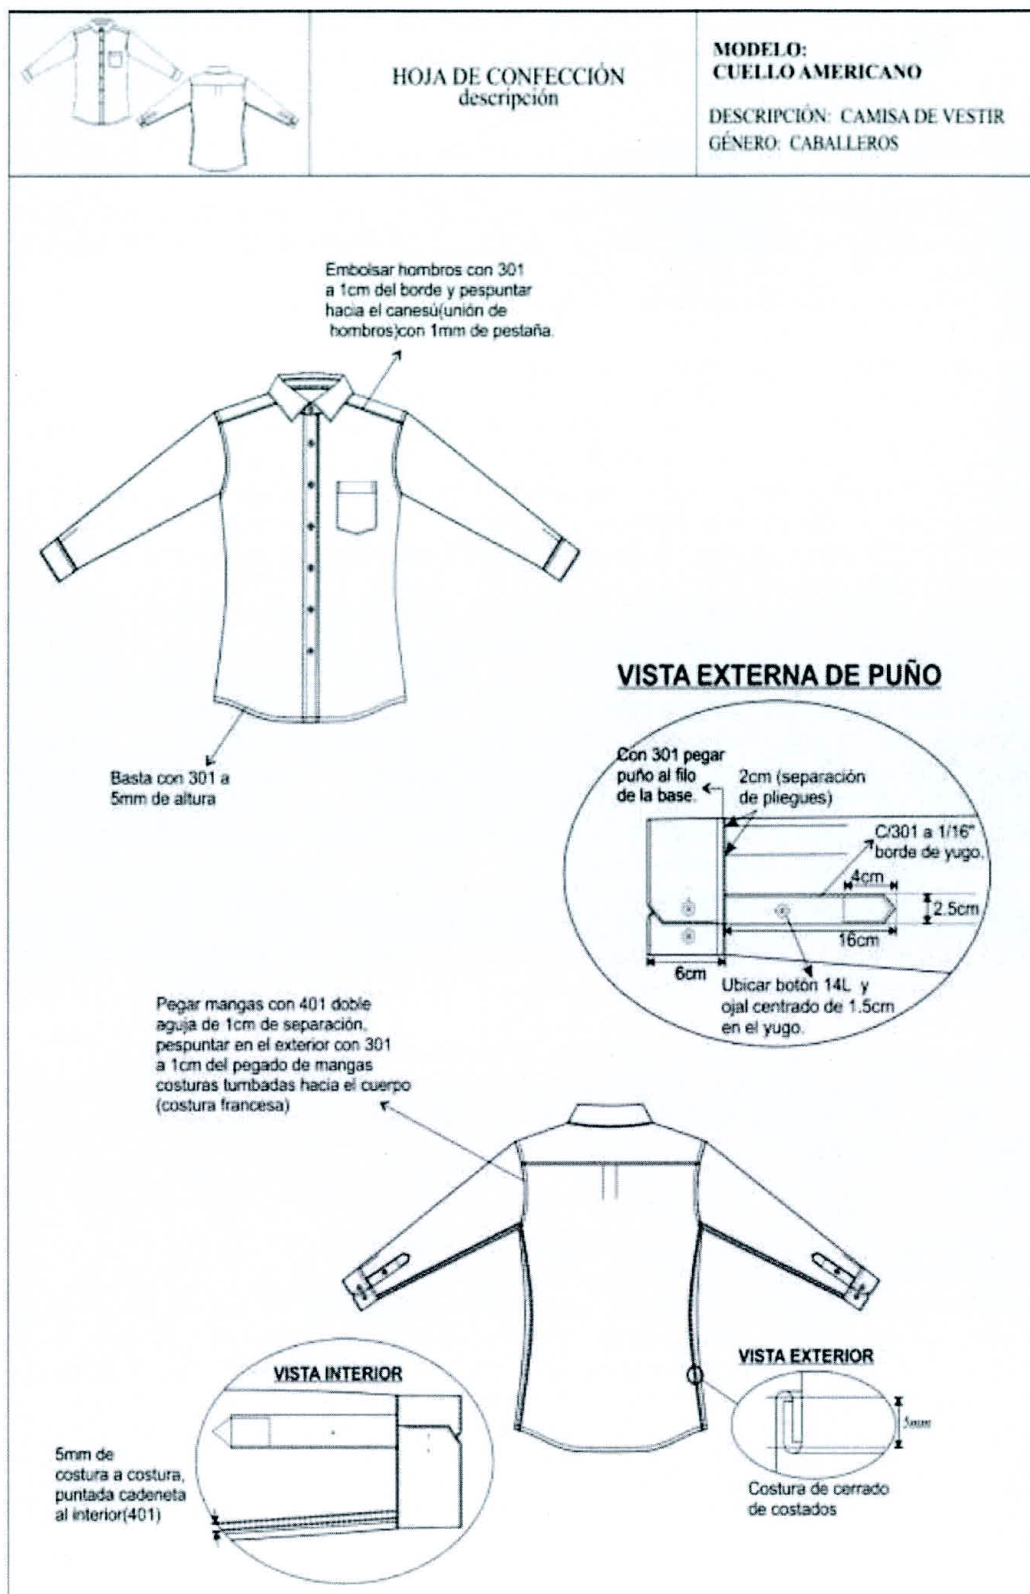 HOJA DE CONFECCIÓN
descripción
MODELO:
CUELLO AMERICANO
DESCRIPCIÓN: CAMISA DE VESTIR
GÉNERO: CABALLEROS
Embolsar hombros con 301
a 1cm del borde y pespuntar
hacia el canesú(unión de
hombros)con 1mm de pestaña.
Basta con 301 a
5mm de altura
VISTA EXTERNA DE PUÑO
Con 301 pegar
puño al filo
de la base.
2cm (separación
de pliegues)
C/301 a 1/16"
borde de yugo.
4cm
2.5cm
16cm
6cm
Ubicar botón 14L y
ojal centrado de 1.5cm
en el yugo.
Pegar mangas con 401 doble
aguja de 1cm de separación,
pespuntar en el exterior con 301
a 1cm del pegado de mangas
costuras tumbadas hacia el cuerpo
(costura francesa)
VISTA INTERIOR
5mm de
costura a costura,
puntada cadeneta
al interior(401)
VISTA EXTERIOR
5mm
Costura de cerrado
de costados